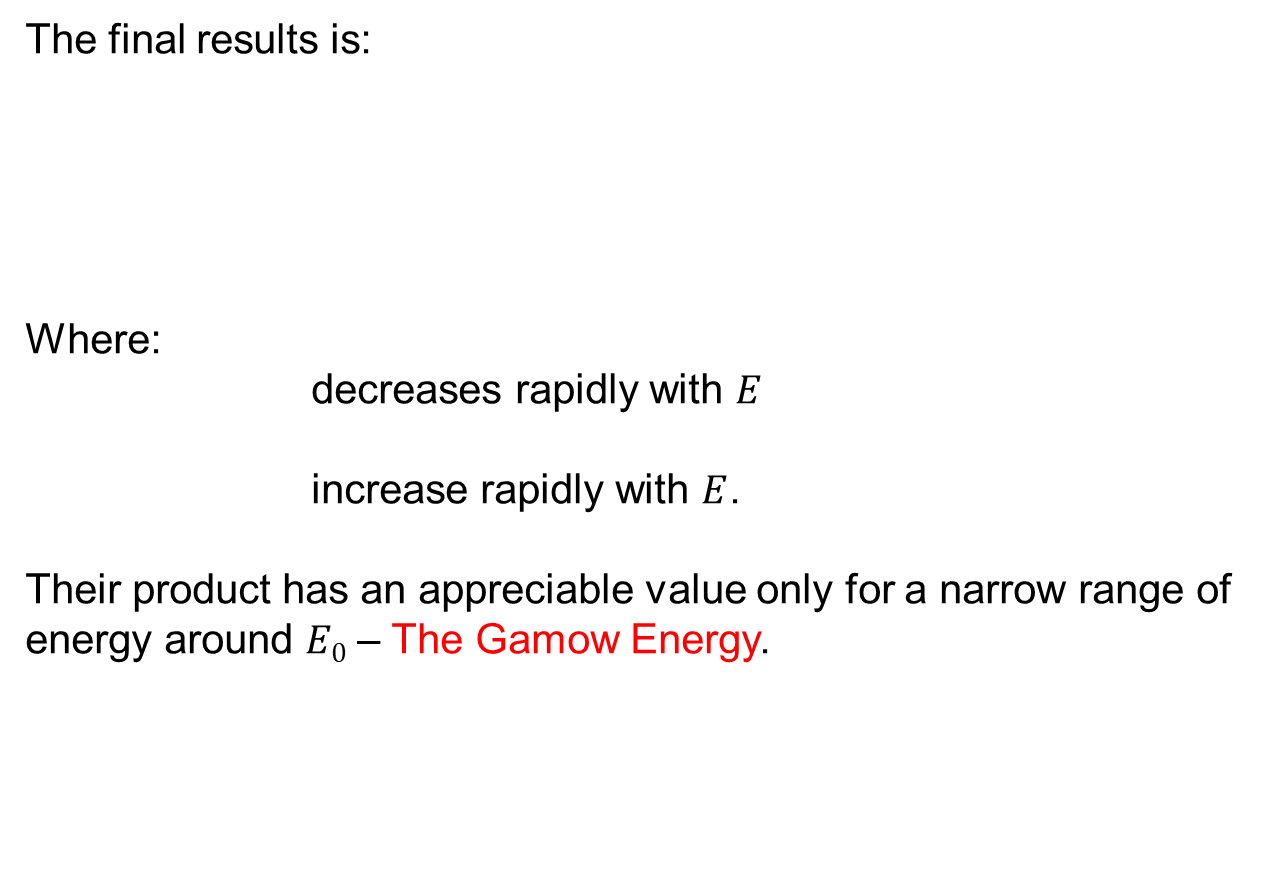 The final results is:
Where:
decreases rapidly with E
increase rapidly with E.
Their product has an appreciable value only for a narrow range of
energy around E₀ – The Gamow Energy.